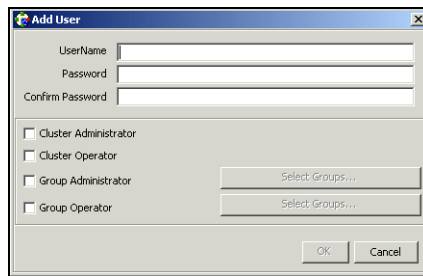 Add User
UserName
Password
Confirm Password
Cluster Administrator
Cluster Operator
Group Administrator
Select Groups...
Group Operator
Select Groups...
OK
Cancel